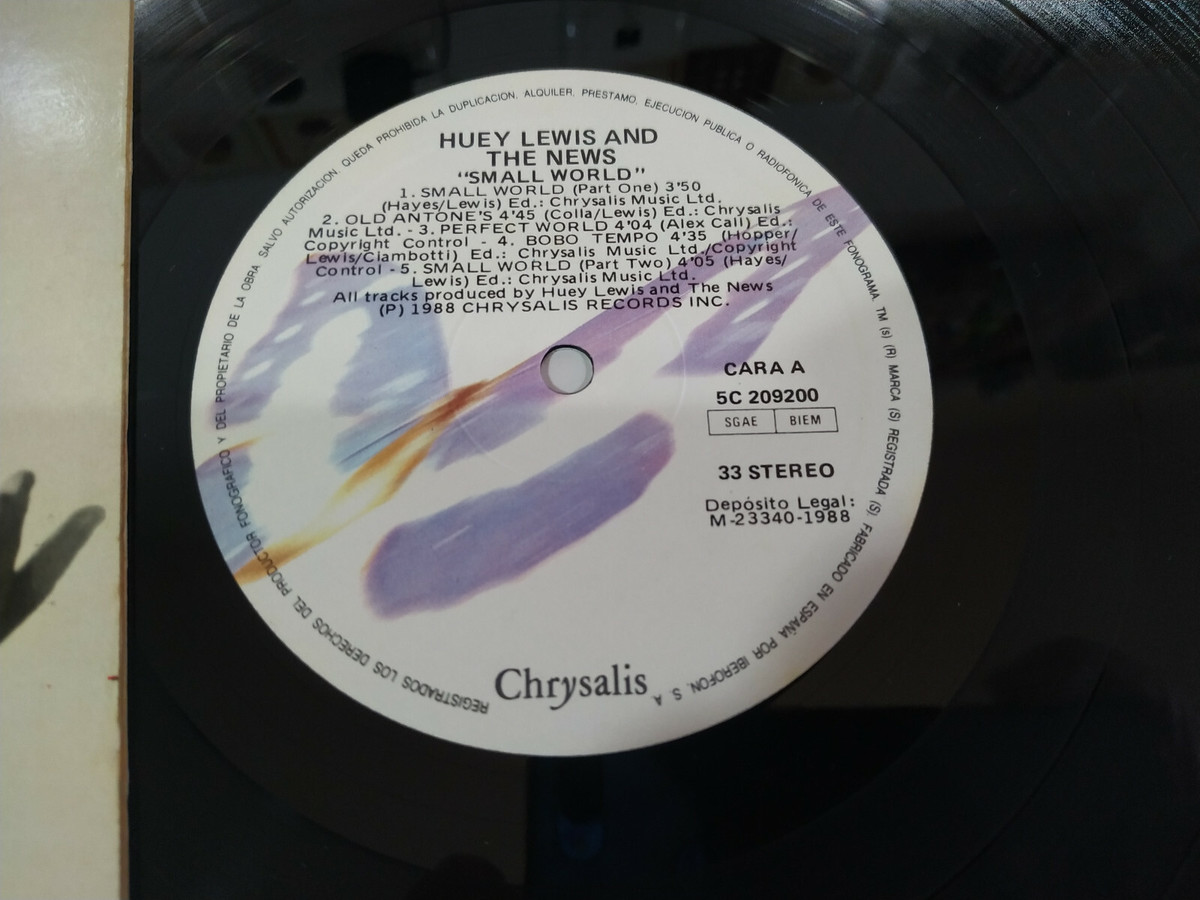 HUEY LEWIS AND
THE NEWS
"SMALL WORLD"
1. SMALL WORLD (Part One) 3'50
(Hayes/Lewis) Ed.: Chrysalis Music Ltd.
2. OLD ANTONE'S 4'45 (Colla/Lewis) Ed.: Chrysalis
Music Ltd. - 3. PERFECT WORLD 4'04 (Alex Call) Ed.:
Copyright Control - 4. BOBO TEMPO 4'35 (Hopper/
Lewis/Ciambotti) Ed.: Chrysalis Music Ltd./Copyright
Control - 5. SMALL WORLD (Part Two) 4'05 (Hayes/
Lewis) Ed.: Chrysalis Music Ltd.
All tracks produced by Huey Lewis and The News
(P) 1988 CHRYSALIS RECORDS INC.
CARA A
5C 209200
SGAE BIEM
33 STEREO
Depósito Legal:
M-23340-1988
Chrysalis
REGISTRADOS LOS DERECHOS DEL PRODUCTOR FONOGRAFICO Y DEL PROPIETARIO DE LA OBRA SALVO AUTORIZACION, QUEDA PROHIBIDA LA DUPLICACION, ALQUILER, PRESTAMO, EJECUCION PUBLICA O RADIOFONICA DE ESTE FONOGRAMA. TM (s) (R) MARCA (S) REGISTRADA (S). FABRICADO EN ESPAÑA POR IBEROFON, S. A